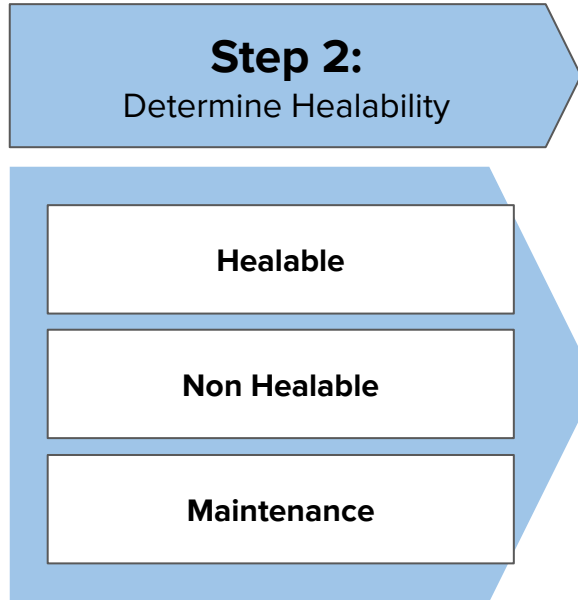 Step 2:
Determine Healability
Healable
Non Healable
Maintenance